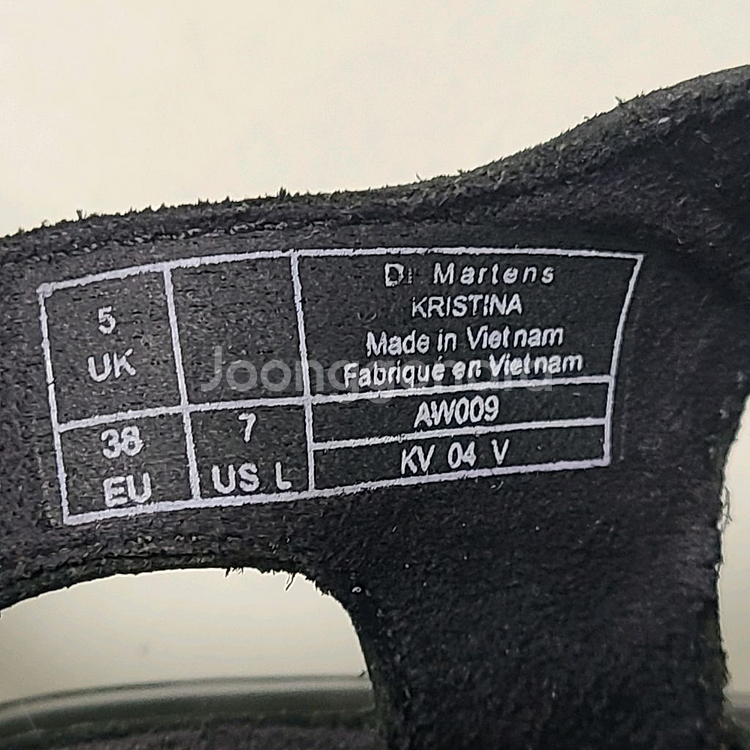 5
UK
Dr Martens
KRISTINA
Made in Vietnam
Fabriqué en Vietnam
38
EU
7
US L
AW009
KV 04 V